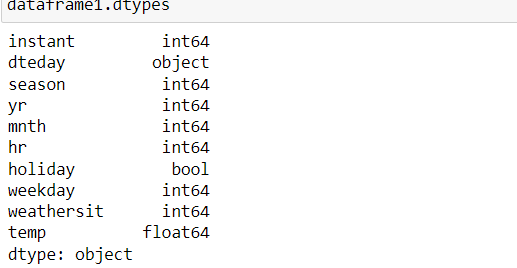 dataframe1.dtypes
instant int64
dteday object
season int64
yr int64
mnth int64
hr int64
holiday bool
weekday int64
weathersit int64
temp float64
dtype: object